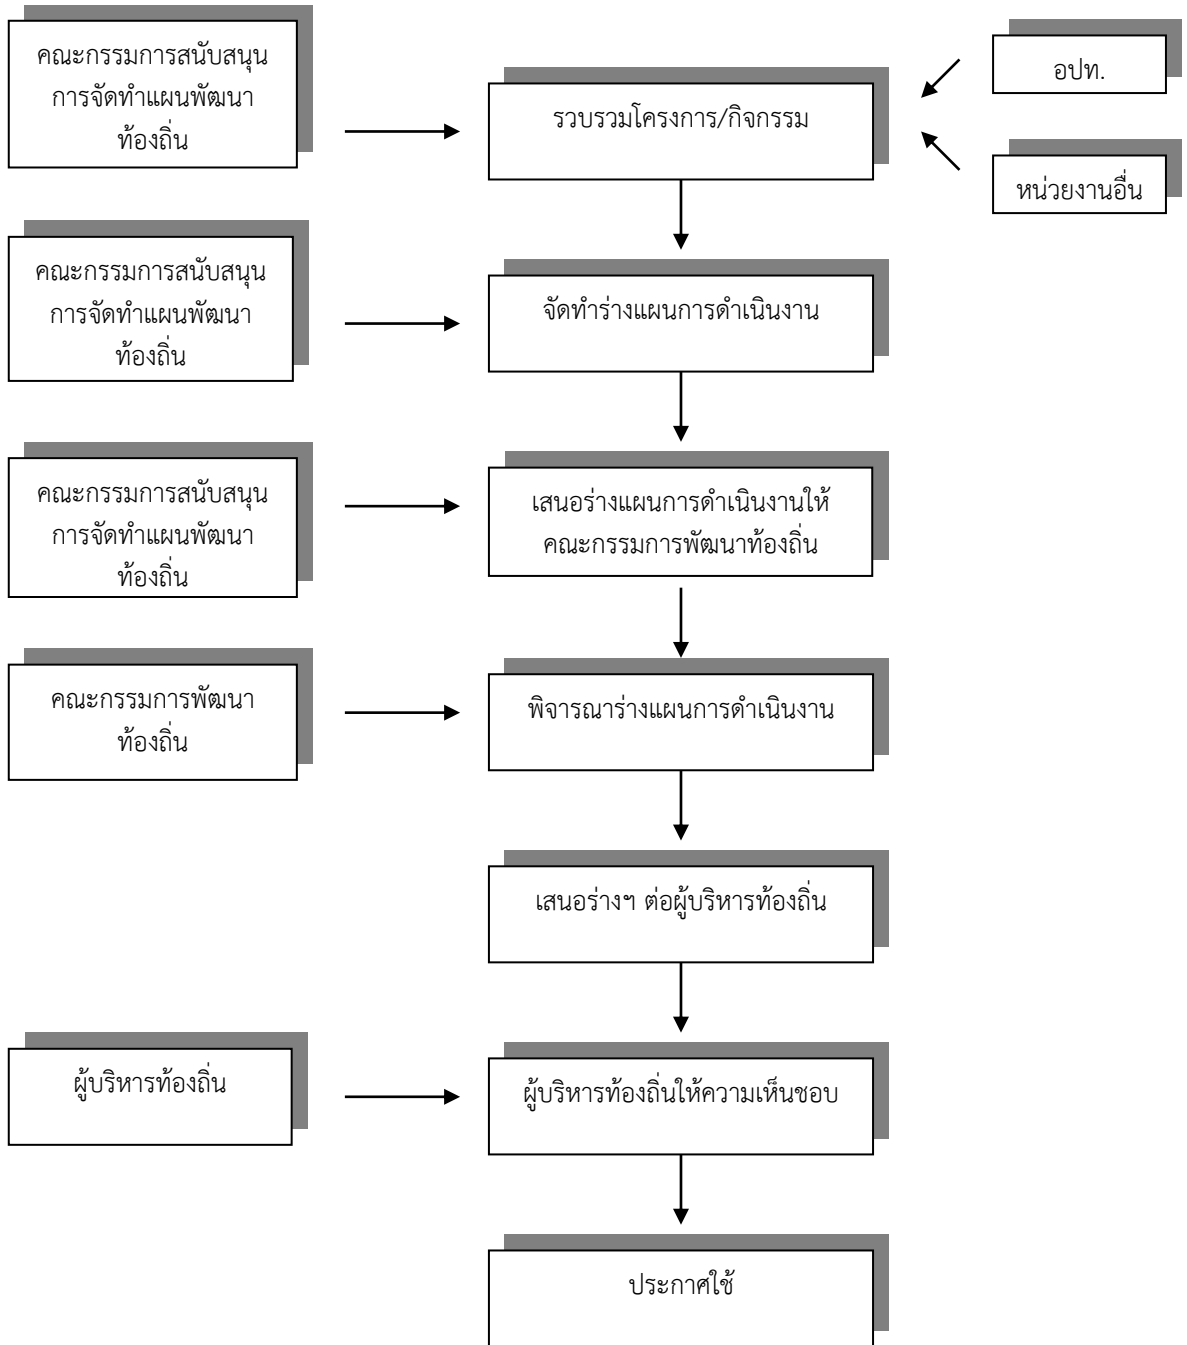 คณะกรรมการสนับสนุน
การจัดทำแผนพัฒนา
ท้องถิ่น
รวบรวมโครงการ/กิจกรรม
อปท.
หน่วยงานอื่น
คณะกรรมการสนับสนุน
การจัดทำแผนพัฒนา
ท้องถิ่น
จัดทำร่างแผนการดำเนินงาน
คณะกรรมการสนับสนุน
การจัดทำแผนพัฒนา
ท้องถิ่น
เสนอร่างแผนการดำเนินงานให้
คณะกรรมการพัฒนาท้องถิ่น
คณะกรรมการพัฒนา
ท้องถิ่น
พิจารณาร่างแผนการดำเนินงาน
เสนอร่างฯ ต่อผู้บริหารท้องถิ่น
ผู้บริหารท้องถิ่น
ผู้บริหารท้องถิ่นให้ความเห็นชอบ
ประกาศใช้